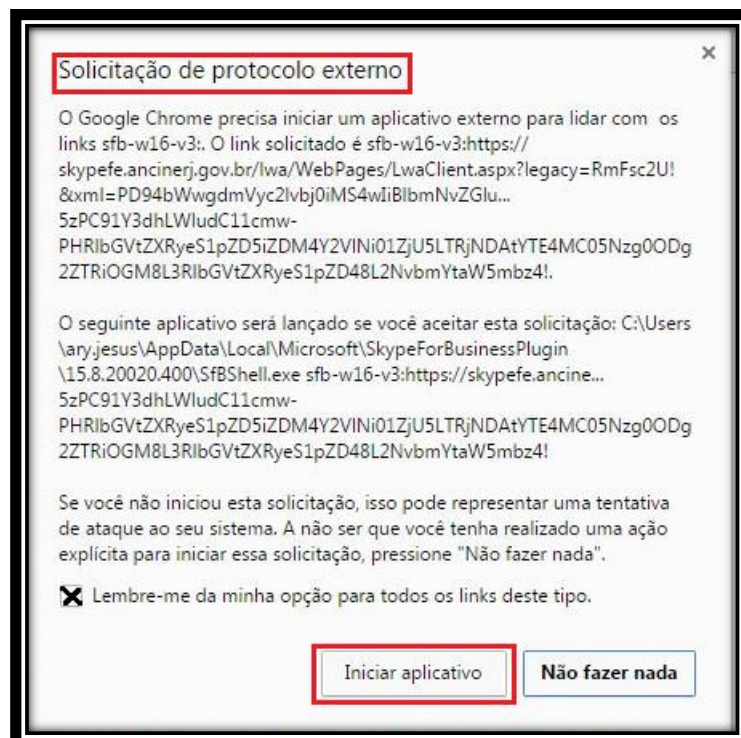 Solicitação de protocolo externo
×
O Google Chrome precisa iniciar um aplicativo externo para lidar com os
links sfb-w16-v3:. O link solicitado é sfb-w16-v3:https://
skypefe.ancinerj.gov.br/lwa/WebPages/LwaClient.aspx?legacy=RmFsc2U!
&xml=PD94bWwgdmVyc2lvbj0iMS4wIiBlbmNvZGlu...
5zPC91Y3dhLWludC11cmw-
PHRlbGVtZXRyeS1pZD5iZDM4Y2VlNi01ZjU5LTRjNDAtYTE4MC05Nzg0ODg
2ZTRiOGM8L3RlbGVtZXRyeS1pZD48L2NvbmYtaW5mbz4!.
O seguinte aplicativo será lançado se você aceitar esta solicitação: C:\Users
\ary.jesus\AppData\Local\Microsoft\SkypeForBusinessPlugin
\15.8.20020.400\SfBShell.exe sfb-w16-v3:https://skypefe.ancine...
5zPC91Y3dhLWludC11cmw-
PHRlbGVtZXRyeS1pZD5iZDM4Y2VlNi01ZjU5LTRjNDAtYTE4MC05Nzg0ODg
2ZTRiOGM8L3RlbGVtZXRyeS1pZD48L2NvbmYtaW5mbz4!
Se você não iniciou esta solicitação, isso pode representar uma tentativa
de ataque ao seu sistema. A não ser que você tenha realizado uma ação
explícita para iniciar essa solicitação, pressione "Não fazer nada".
Lembre-me da minha opção para todos os links deste tipo.
Iniciar aplicativo
Não fazer nada